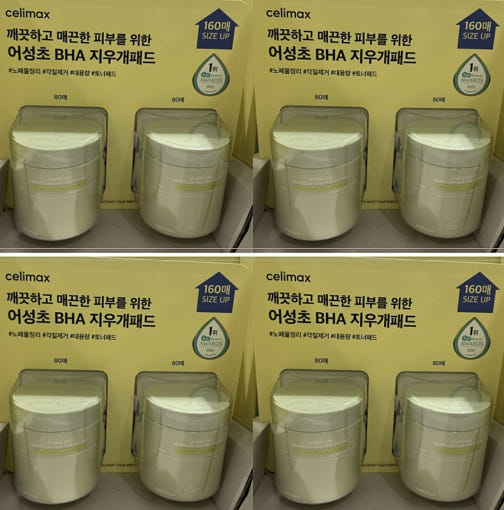 celimax
160매
SIZE UP
깨끗하고 매끈한 피부를 위한
어성초 BHA 지우개패드
#노폐물정리 #각질제거 #대용량 #토너패드
1위
AWARDS
80매
80매
celimax
160매
SIZE UP
깨끗하고 매끈한 피부를 위한
어성초 BHA 지우개패드
#노폐물정리 #각질제거 #대용량 #토너패드
1위
AWARDS
80매
80매
celimax
160매
SIZE UP
깨끗하고 매끈한 피부를 위한
어성초 BHA 지우개패드
#노폐물정리 #각질제거 #대용량 #토너패드
1위
AWARDS
80매
80매
celimax
160매
SIZE UP
깨끗하고 매끈한 피부를 위한
어성초 BHA 지우개패드
#노폐물정리 #각질제거 #대용량 #토너패드
1위
AWARDS
80매
80매